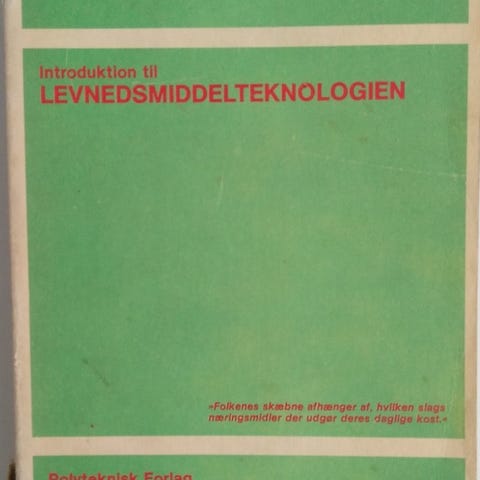 Introduktion til
LEVNEDSMIDDELTEKNOLOGIEN
»Folkenes skæbne afhænger af, hvilken slags
næringsmidler der udgør deres daglige kost.«
Polyteknisk Forlag